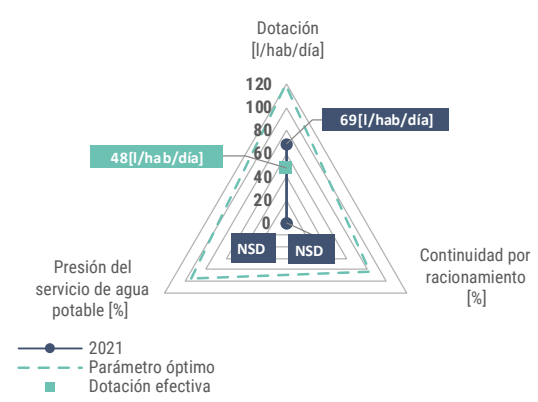 Dotación
[l/hab/día]
120
100
69[l/hab/día]
80
60
48[l/hab/día]
40
20
0
NSD
NSD
Continuidad por
racionamiento
[%]
Presión del
servicio de agua
potable [%]
2021
Parámetro óptimo
Dotación efectiva